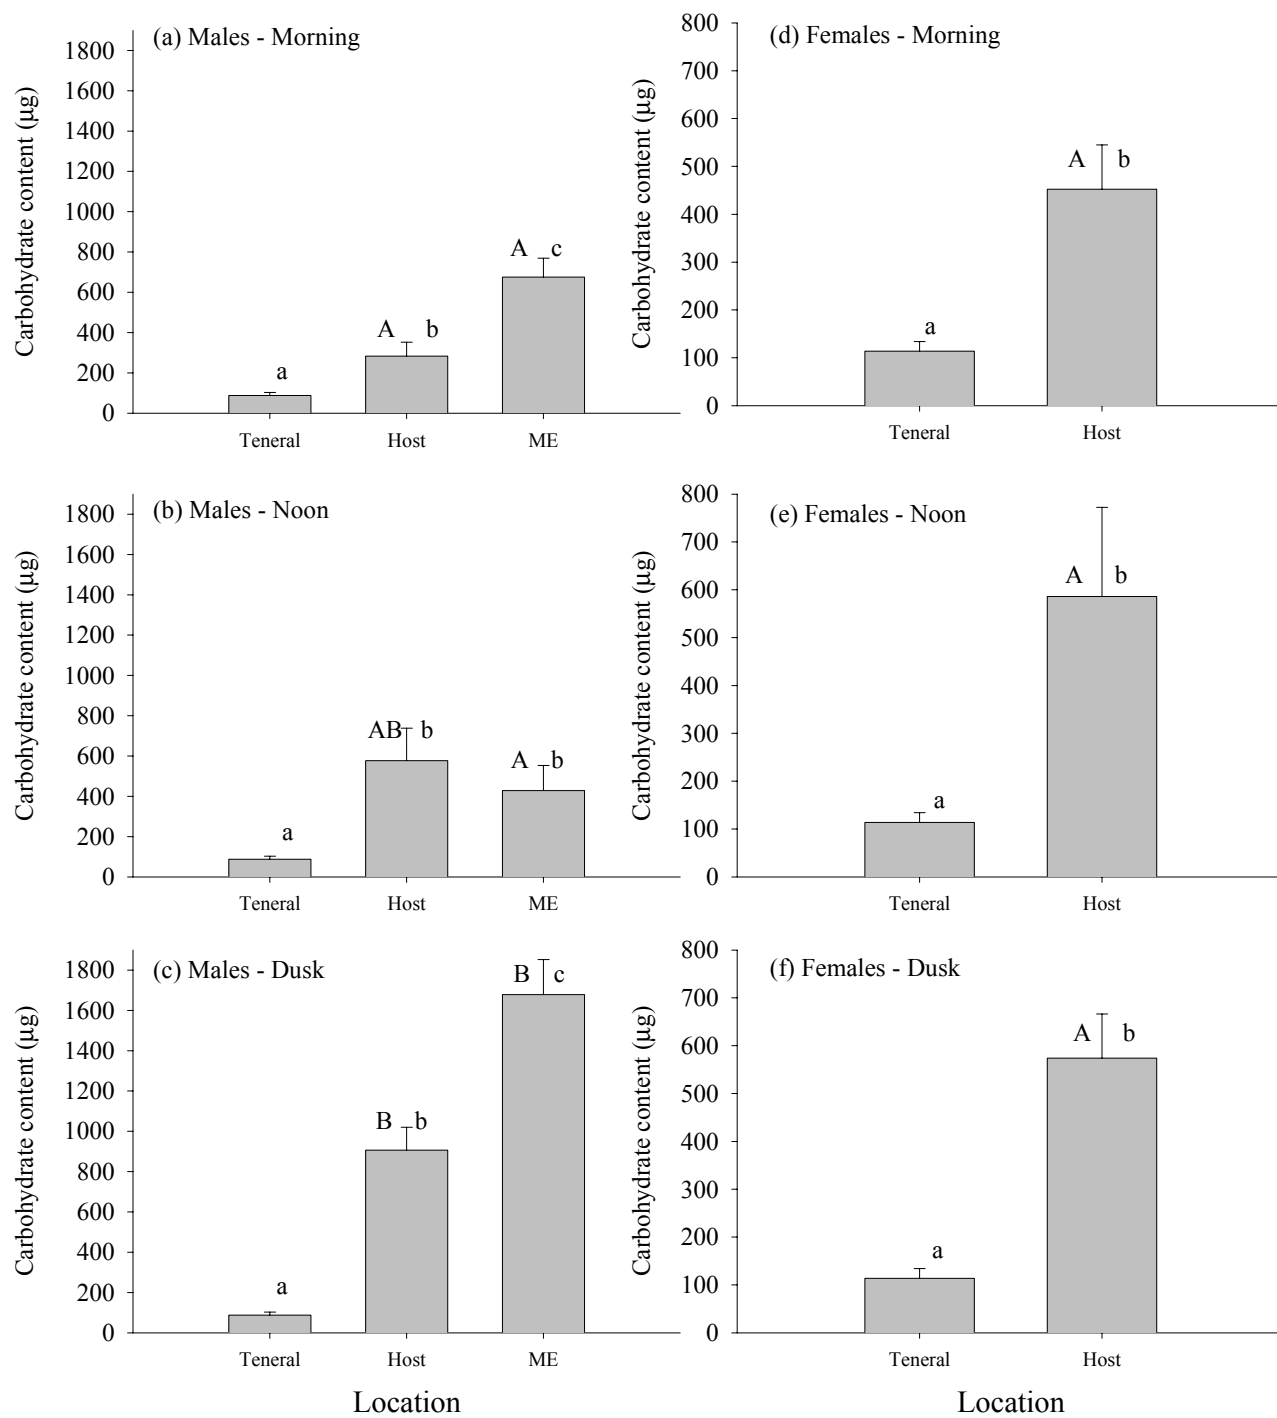 (a) Males - Morning
Carbohydrate content (µg)
1800
1600
1400
1200
1000
800
600
400
200
0
a
A b
A c
Teneral Host ME
(d) Females - Morning
Carbohydrate content (µg)
800
700
600
500
400
300
200
100
0
a
A b
Teneral Host
(b) Males - Noon
Carbohydrate content (µg)
1800
1600
1400
1200
1000
800
600
400
200
0
a
AB b
A b
Teneral Host ME
(e) Females - Noon
Carbohydrate content (µg)
800
700
600
500
400
300
200
100
0
a
A b
Teneral Host
(c) Males - Dusk
Carbohydrate content (µg)
1800
1600
1400
1200
1000
800
600
400
200
0
a
B b
B c
Teneral Host ME
Location
(f) Females - Dusk
Carbohydrate content (µg)
800
700
600
500
400
300
200
100
0
a
A b
Teneral Host
Location